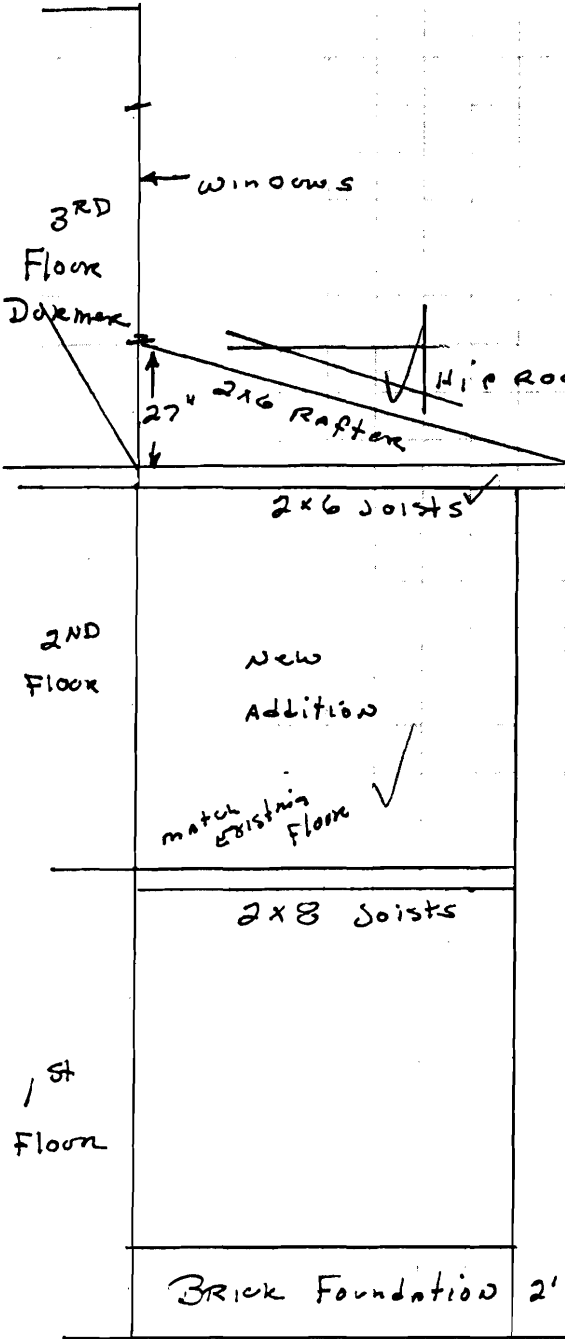 windows
3RD
Floor
Dormer
Hip Roo
27"
2x6 Rafter
2x6 Joists
2ND
Floor
New
Addition
match
existing
Floor
2x8 Joists
1st
Floor
Brick Foundation 2'